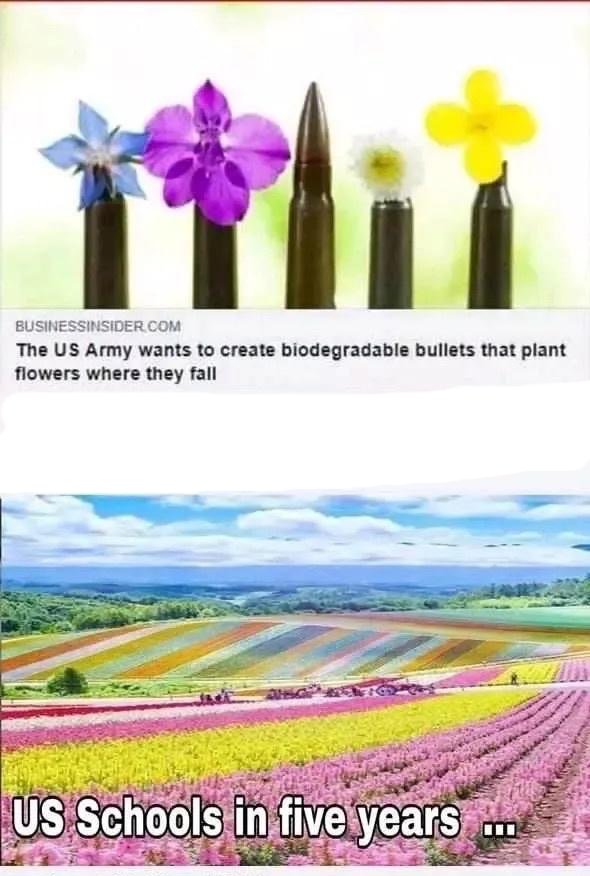 BUSINESSINSIDER.COM
The US Army wants to create biodegradable bullets that plant
flowers where they fall
US Schools in five years ...